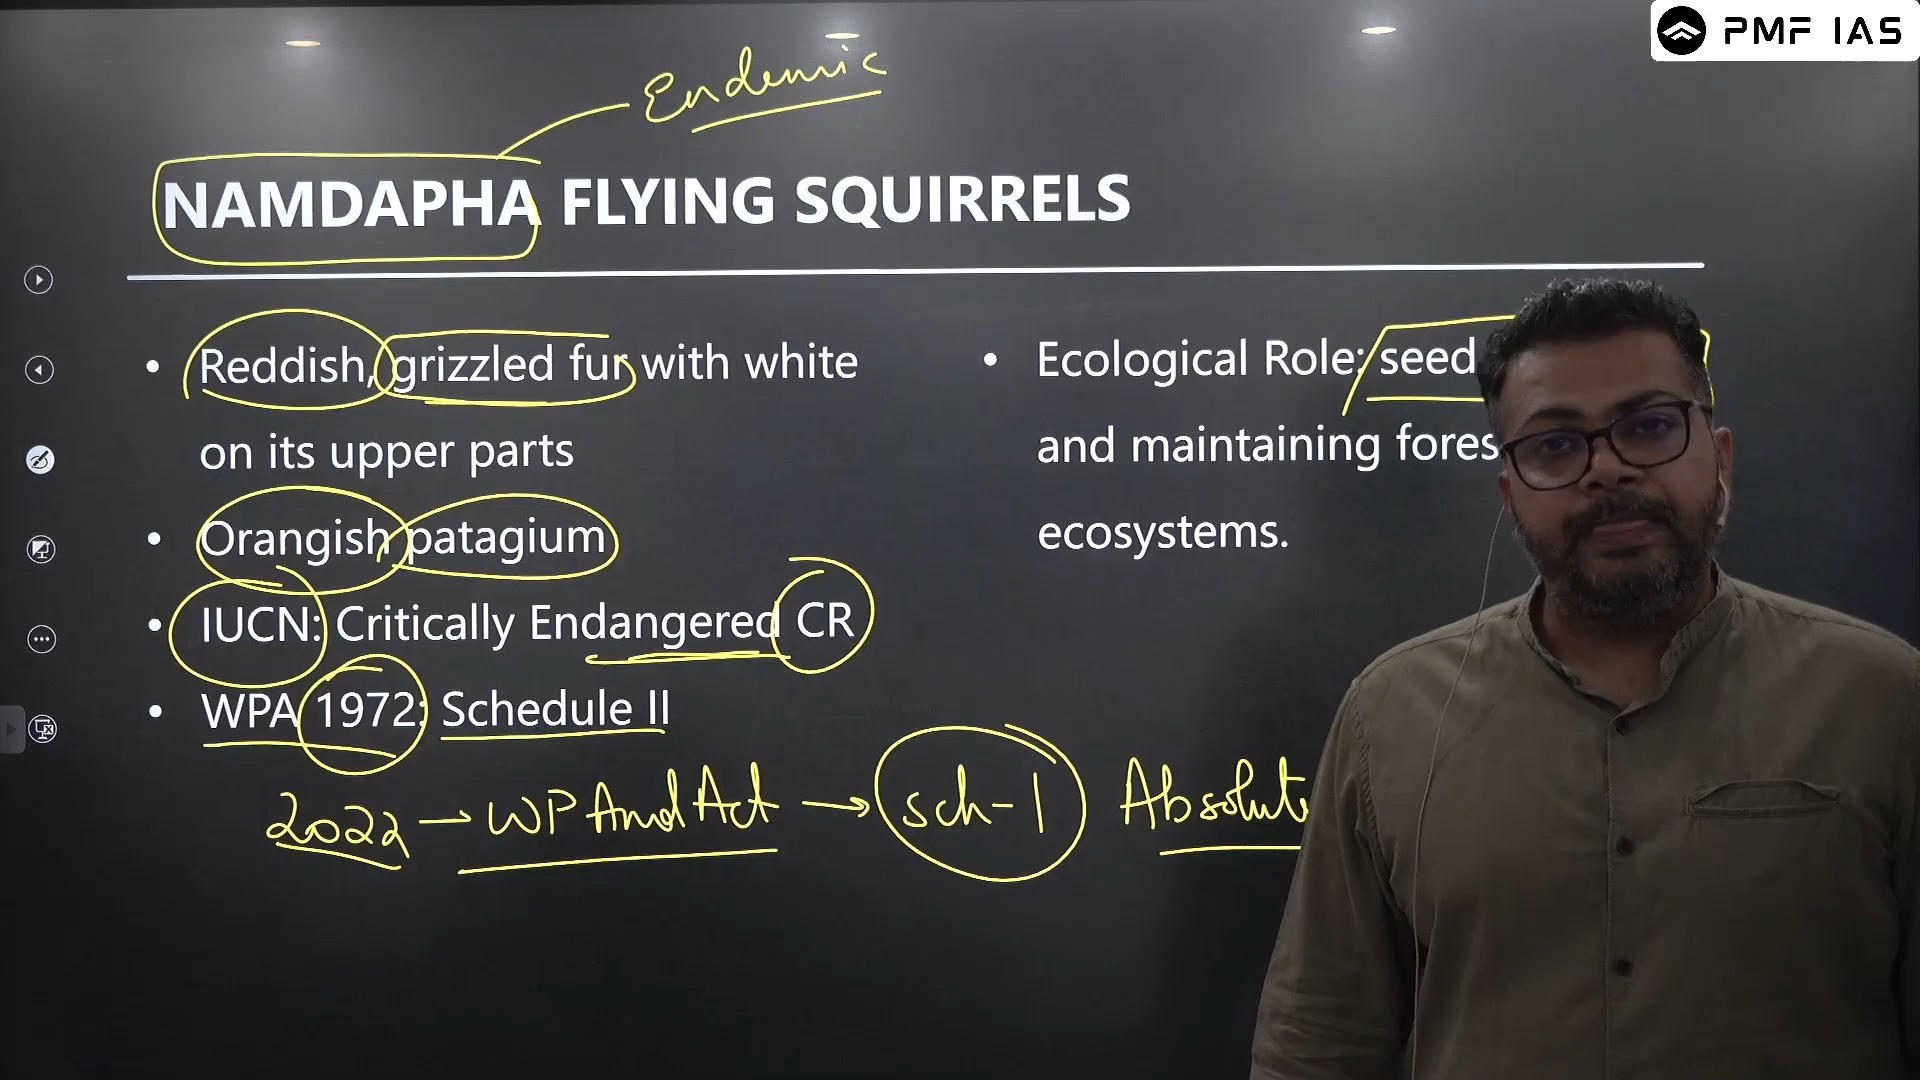 PMF IAS
Endemic
NAMDAPHA FLYING SQUIRRELS
• Reddish, grizzled fur with white
on its upper parts
• Orangish patagium
• IUCN: Critically Endangered CR
• WPA 1972: Schedule II
2022 → WP Amd Act → sch-1 Absolute
• Ecological Role: seed
and maintaining fores
ecosystems.